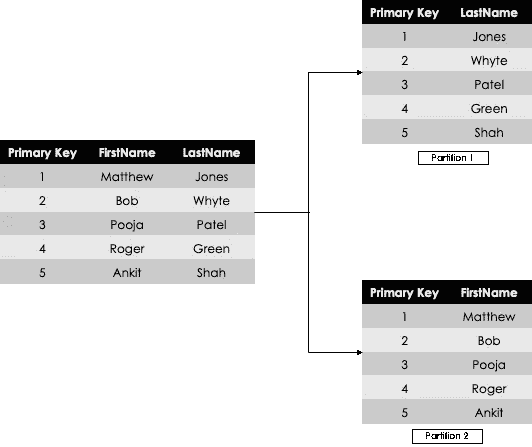 Primary Key FirstName LastName
1 Matthew Jones
2 Bob Whyte
3 Pooja Patel
4 Roger Green
5 Ankit Shah
Primary Key LastName
1 Jones
2 Whyte
3 Patel
4 Green
5 Shah
Partition 1
Primary Key FirstName
1 Matthew
2 Bob
3 Pooja
4 Roger
5 Ankit
Partition 2